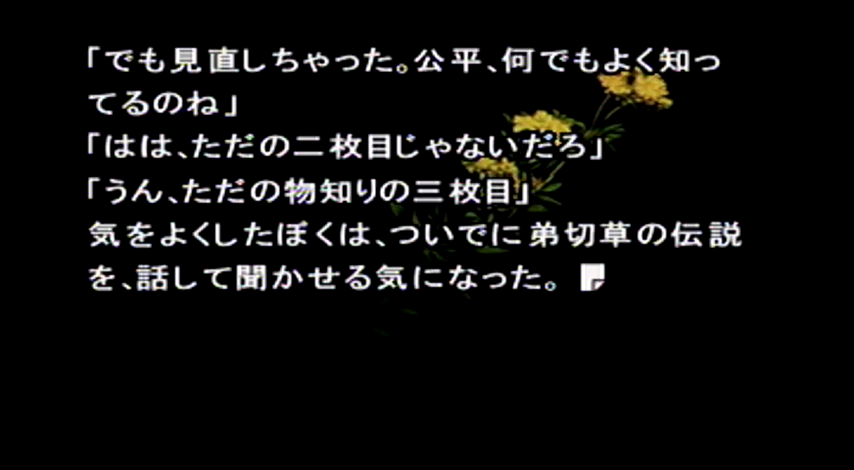 「でも見直しちゃった。公平、何でもよく知っ
てるのね」
「はは、ただの二枚目じゃないだろ」
「うん、ただの物知りの三枚目」
気をよくしたぼくは、ついでに弟切草の伝説
を、話して聞かせる気になった。